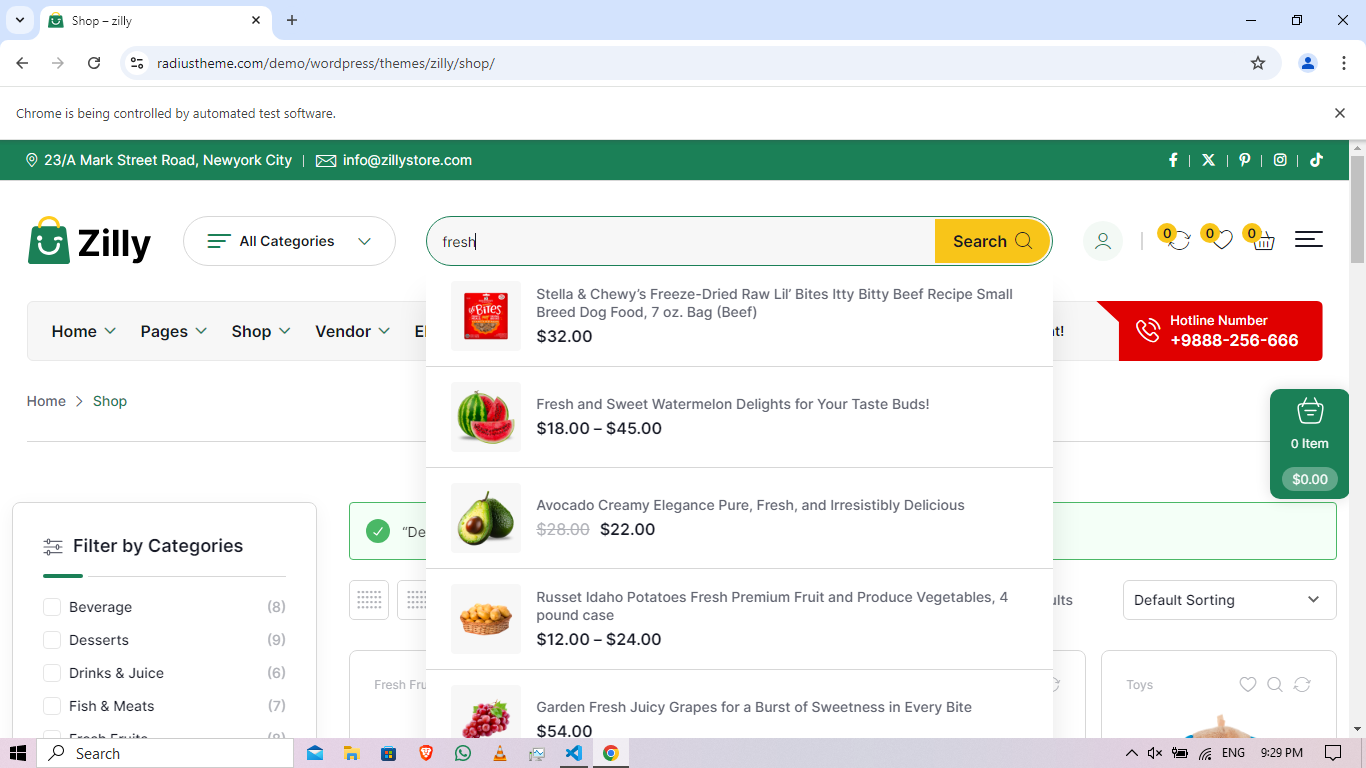 Shop – zilly
radiustheme.com/demo/wordpress/themes/zilly/shop/
Chrome is being controlled by automated test software.
23/A Mark Street Road, Newyork City
info@zillystore.com
Zilly
All Categories
fresh
Search
0
0
0
Home
Pages
Shop
Vendor
El
nt!
Hotline Number
+9888-256-666
Stella & Chewy's Freeze-Dried Raw Lil' Bites Itty Bitty Beef Recipe Small
Breed Dog Food, 7 oz. Bag (Beef)
$32.00
Fresh and Sweet Watermelon Delights for Your Taste Buds!
$18.00 – $45.00
Avocado Creamy Elegance Pure, Fresh, and Irresistibly Delicious
$28.00 $22.00
Russet Idaho Potatoes Fresh Premium Fruit and Produce Vegetables, 4
pound case
$12.00 – $24.00
Garden Fresh Juicy Grapes for a Burst of Sweetness in Every Bite
$54.00
Home > Shop
0 Item
$0.00
Filter by Categories
Beverage (8)
Desserts (9)
Drinks & Juice (6)
Fish & Meats (7)
Fresh Fruits (8)
“De
ults
Default Sorting
Fresh Fru
Toys
Search
ENG
9:29 PM